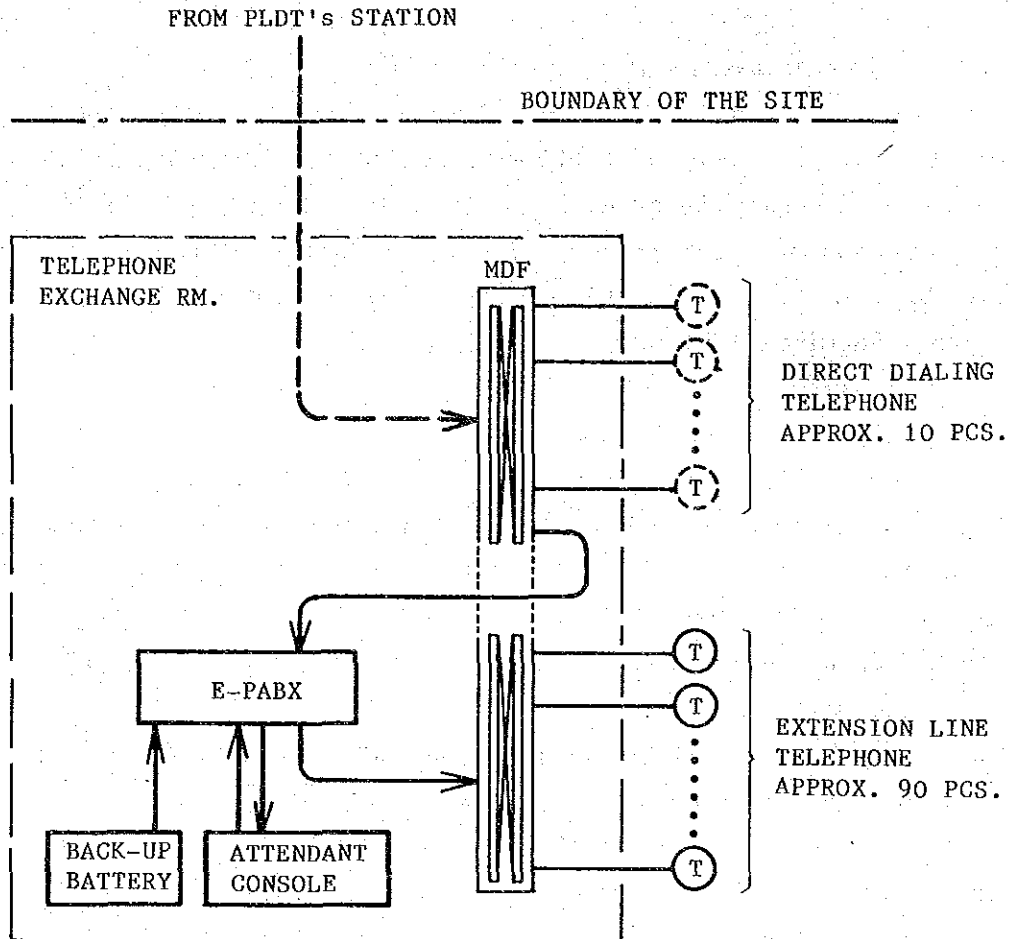 FROM PLDT's STATION
BOUNDARY OF THE SITE
TELEPHONE
EXCHANGE RM.
MDF
T
T
T
DIRECT DIALING
TELEPHONE
APPROX. 10 PCS.
E-PABX
T
T
T
EXTENSION LINE
TELEPHONE
APPROX. 90 PCS.
BACK-UP
BATTERY
ATTENDANT
CONSOLE